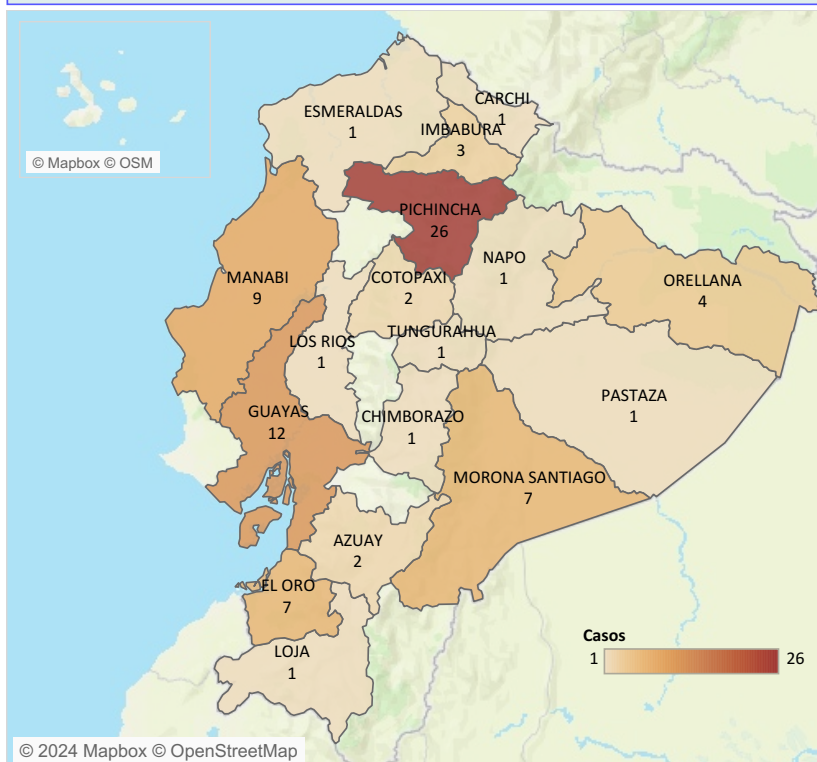 CARCHI
1
ESMERALDAS
1
IMBABURA
3
© Mapbox © OSM
PICHINCHA
26
NAPO
1
MANABI
9
COTOPAXI
2
ORELLANA
4
TUNGURAHUA
1
LOS RIOS
1
PASTAZA
1
GUAYAS
12
CHIMBORAZO
1
MORONA SANTIAGO
7
AZUAY
2
EL ORO
7
LOJA
1
Casos
1 26
© 2024 Mapbox © OpenStreetMap